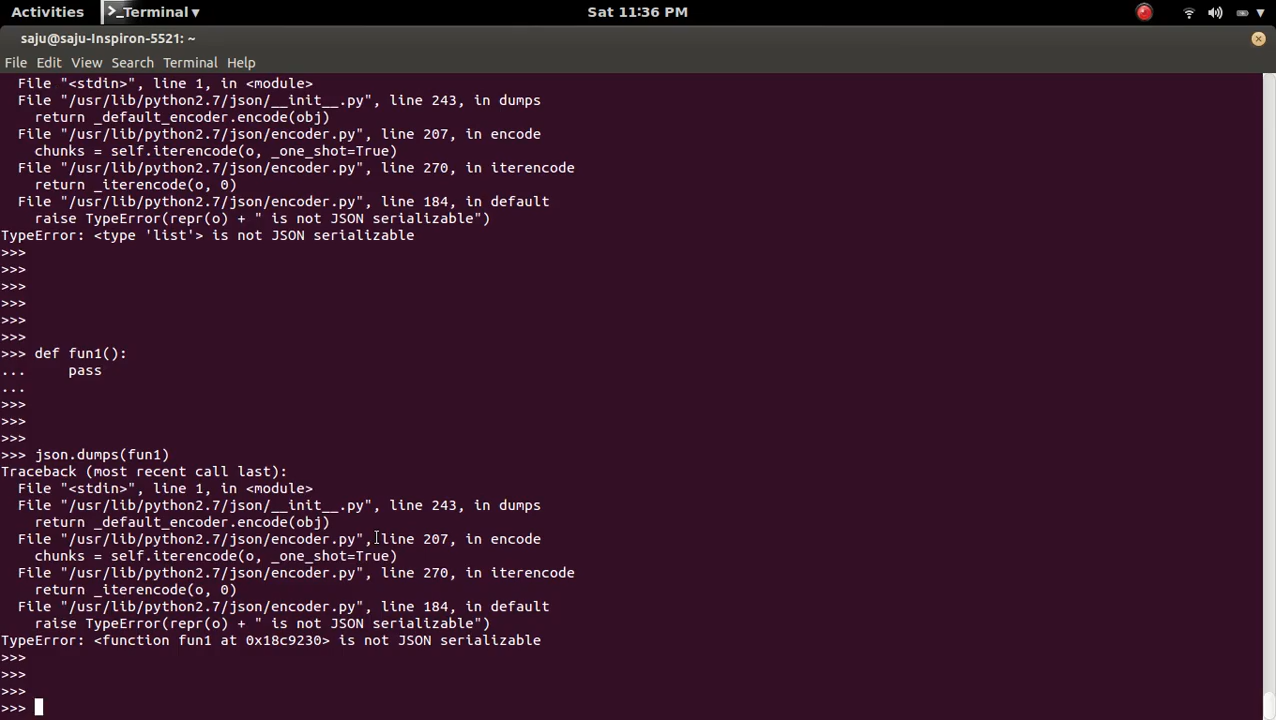 Activities >_Terminal ▾ Sat 11:36 PM
saju@saju-Inspiron-5521: ~
File Edit View Search Terminal Help
  File "<stdin>", line 1, in <module>
  File "/usr/lib/python2.7/json/__init__.py", line 243, in dumps
    return _default_encoder.encode(obj)
  File "/usr/lib/python2.7/json/encoder.py", line 207, in encode
    chunks = self.iterencode(o, _one_shot=True)
  File "/usr/lib/python2.7/json/encoder.py", line 270, in iterencode
    return _iterencode(o, 0)
  File "/usr/lib/python2.7/json/encoder.py", line 184, in default
    raise TypeError(repr(o) + " is not JSON serializable")
TypeError: <type 'list'> is not JSON serializable
>>>
>>>
>>>
>>>
>>>
>>>
>>> def fun1():
...     pass
...
>>>
>>>
>>>
>>> json.dumps(fun1)
Traceback (most recent call last):
  File "<stdin>", line 1, in <module>
  File "/usr/lib/python2.7/json/__init__.py", line 243, in dumps
    return _default_encoder.encode(obj)
  File "/usr/lib/python2.7/json/encoder.py", line 207, in encode
    chunks = self.iterencode(o, _one_shot=True)
  File "/usr/lib/python2.7/json/encoder.py", line 270, in iterencode
    return _iterencode(o, 0)
  File "/usr/lib/python2.7/json/encoder.py", line 184, in default
    raise TypeError(repr(o) + " is not JSON serializable")
TypeError: <function fun1 at 0x18c9230> is not JSON serializable
>>>
>>>
>>>
>>>